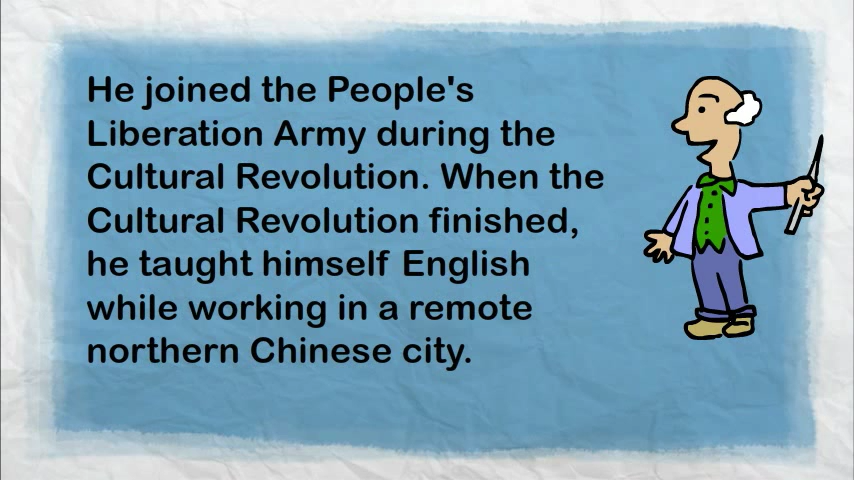 He joined the People's
Liberation Army during the
Cultural Revolution. When the
Cultural Revolution finished,
he taught himself English
while working in a remote
northern Chinese city.